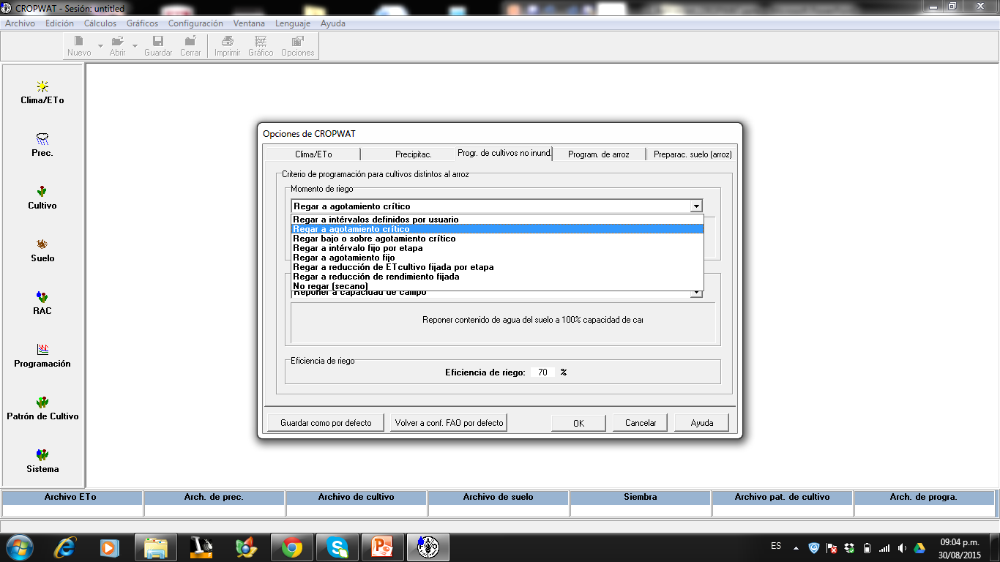 CROPWAT - Sesión: untitled
Archivo Edición Cálculos Gráficos Configuración Ventana Lenguaje Ayuda
Nuevo Abrir Guardar Cerrar Imprimir Gráfico Opciones
Clima/ETo
Prec.
Cultivo
Suelo
RAC
Programación
Patrón de Cultivo
Sistema
Opciones de CROPWAT
Clima/ETo Precipitac. Progr. de cultivos no inund. Program. de arroz Preparac. suelo (arroz)
Criterio de programación para cultivos distintos al arroz
Momento de riego
Regar a agotamiento crítico
Regar a intérvalos definidos por usuario
Regar a agotamiento crítico
Regar bajo o sobre agotamiento crítico
Regar a intérvalo fijo por etapa
Regar a agotamiento fijo
Regar a reducción de ETcultivo fijada por etapa
Regar a reducción de rendimiento fijada
No regar (secano)
Reponer a capacidad de campo
Reponer contenido de agua del suelo a 100% capacidad de car
Eficiencia de riego
Eficiencia de riego: 70 %
Guardar como por defecto Volver a conf. FAO por defecto OK Cancelar Ayuda
Archivo ETo Arch. de prec. Archivo de cultivo Archivo de suelo Siembra Archivo pat. de cultivo Arch. de progra.
ES
09:04 p.m.
30/08/2015